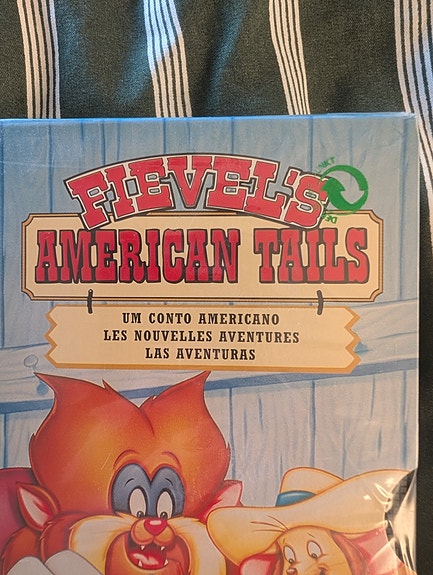 FIEVEL'S
AMERICAN TAILS
UM CONTO AMERICANO
LES NOUVELLES AVENTURES
LAS AVENTURAS